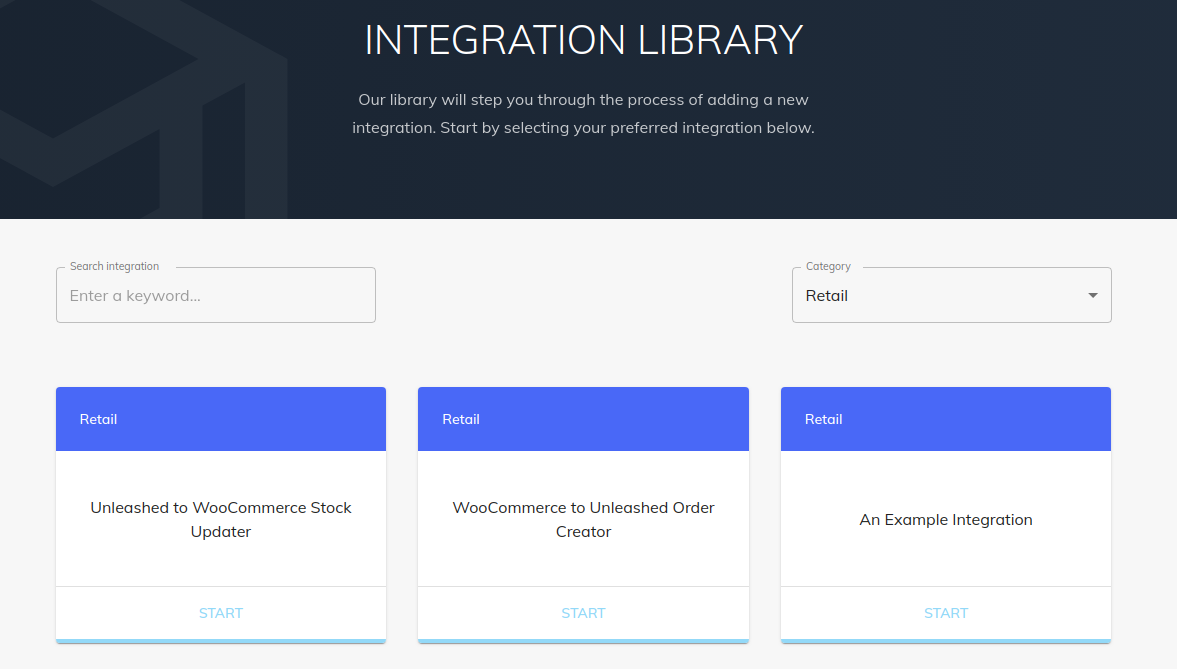 INTEGRATION LIBRARY
Our library will step you through the process of adding a new
integration. Start by selecting your preferred integration below.
Search integration
Enter a keyword...
Category
Retail
Retail
Unleashed to WooCommerce Stock
Updater
START
Retail
WooCommerce to Unleashed Order
Creator
START
Retail
An Example Integration
START